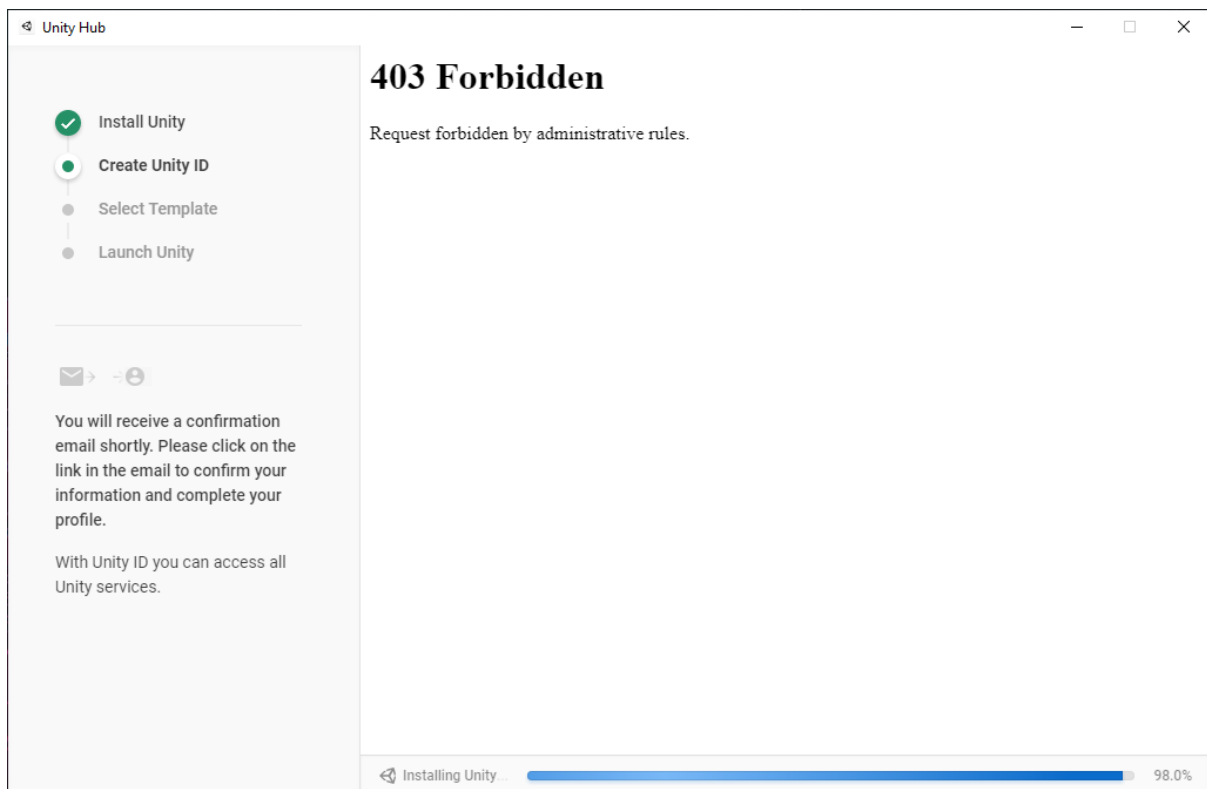 Unity Hub
Install Unity
Create Unity ID
Select Template
Launch Unity
You will receive a confirmation
email shortly. Please click on the
link in the email to confirm your
information and complete your
profile.
With Unity ID you can access all
Unity services.
403 Forbidden
Request forbidden by administrative rules.
Installing Unity...
98.0%